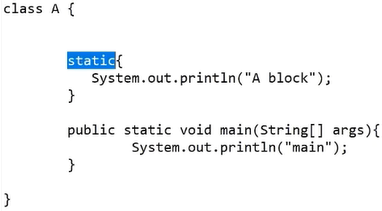 class A {
static{
System.out.println("A block");
}
public static void main(String[] args){
System.out.println("main");
}
}